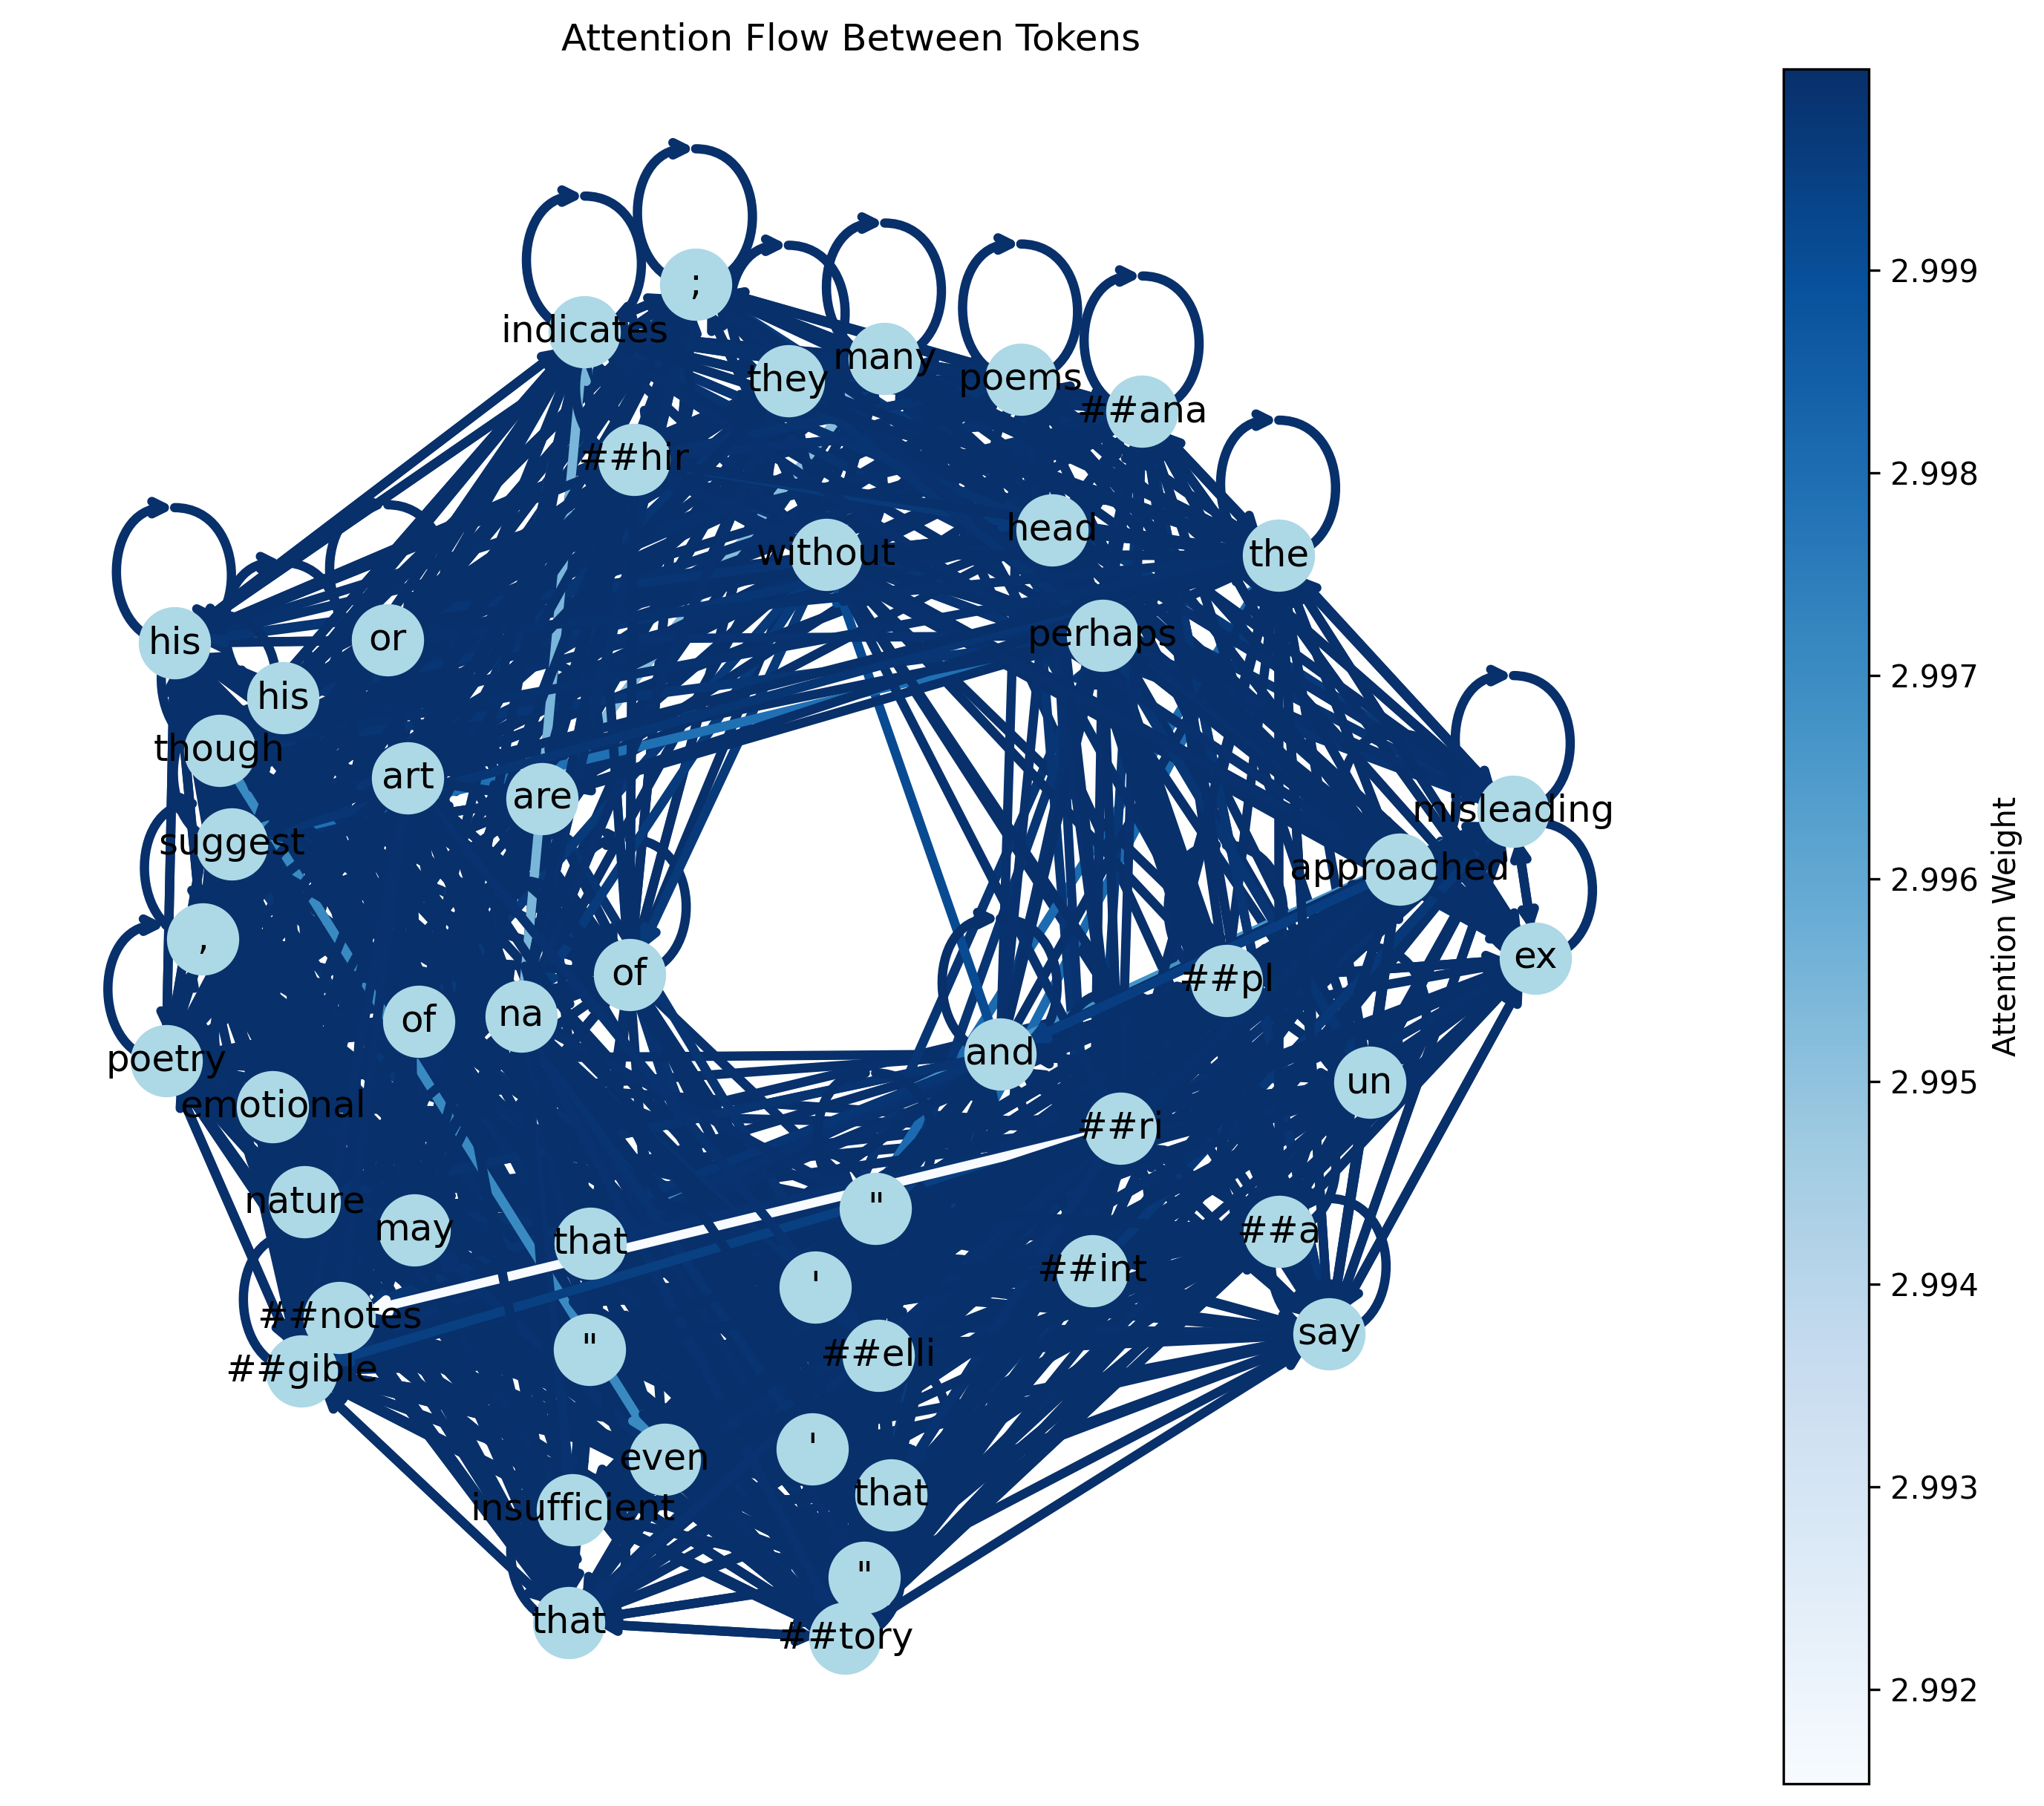 Attention Flow Between Tokens
;
indicates
they
many
poems
##ana
##hir
head
without
the
his
or
perhaps
his
though
art
are
suggest
misleading
approached
,
of
##pl
ex
of
na
poetry
and
un
emotional
##ri
nature
may
that
"
##a
'
##int
##notes
##gible
"
##elli
say
even
'
insufficient
that
"
that
##tory
2.999
2.998
2.997
2.996
2.995
2.994
2.993
2.992
Attention Weight